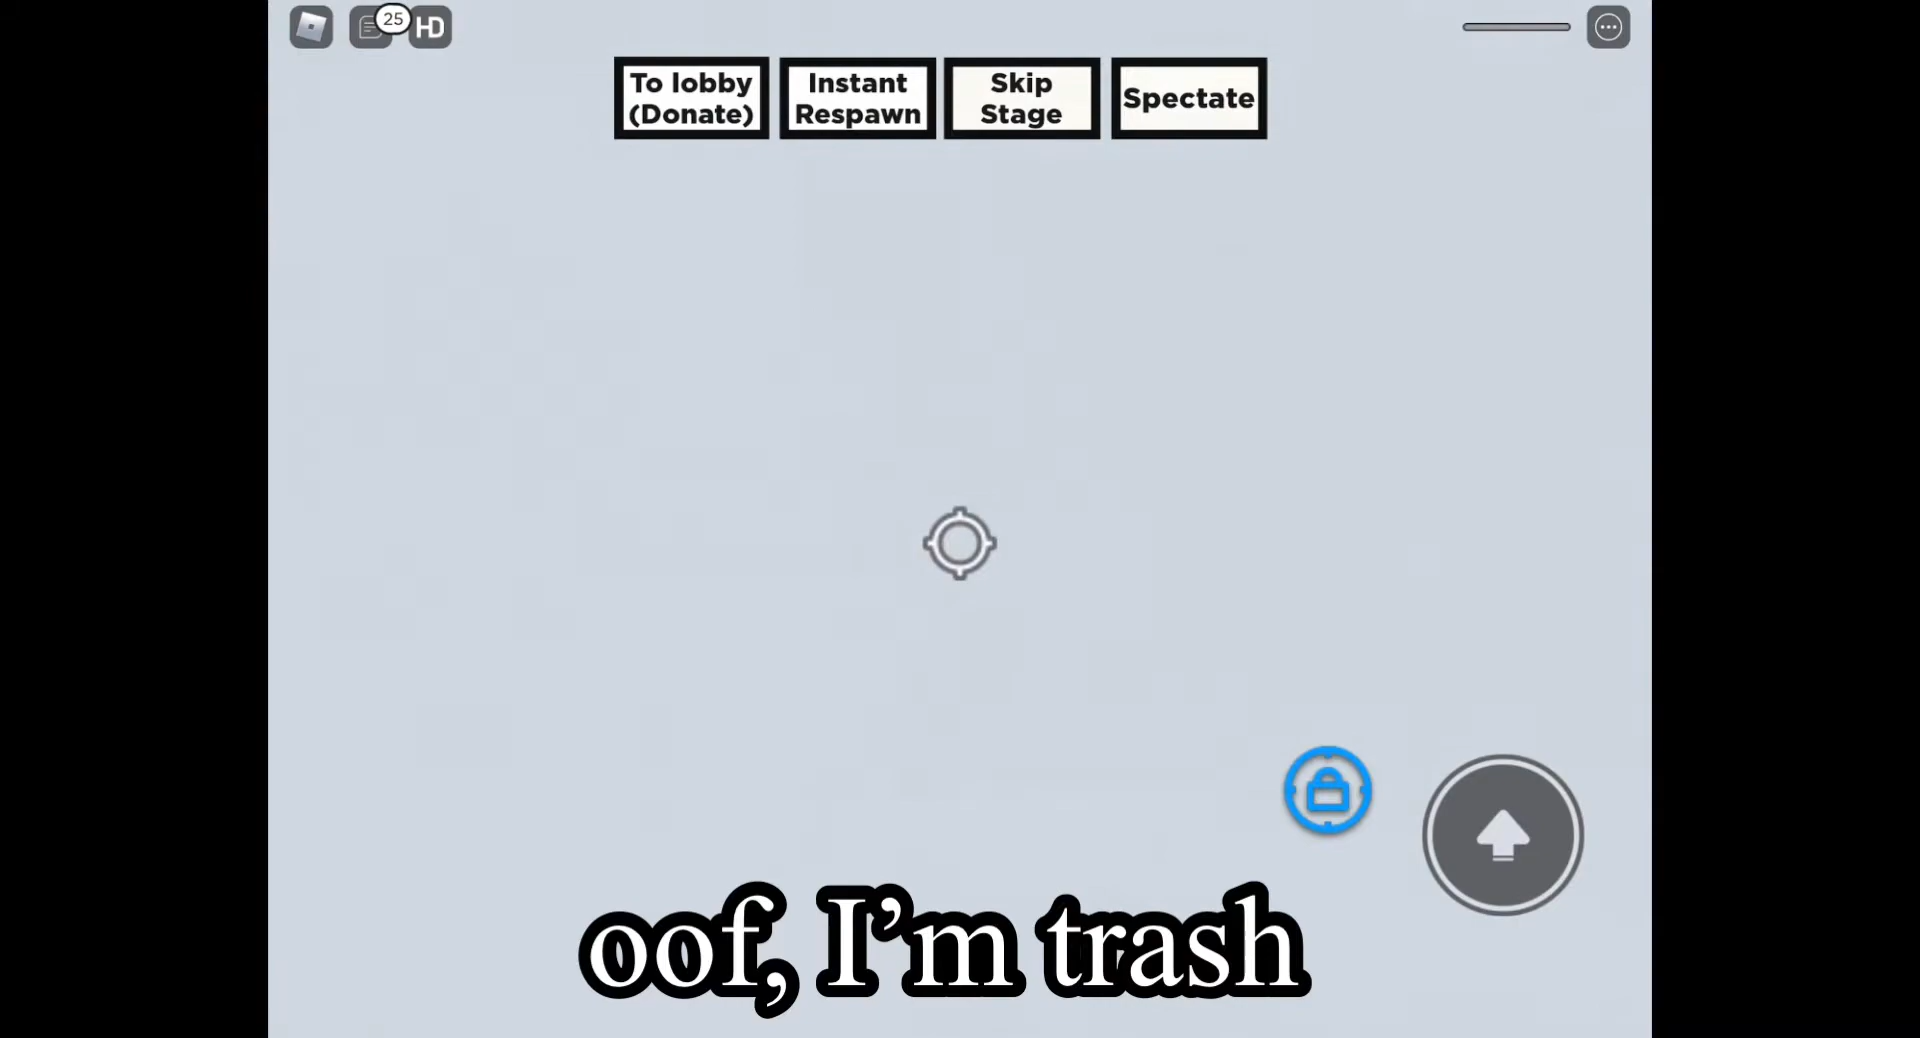 25
HD
To lobby
(Donate)
Instant
Respawn
Skip
Stage
Spectate
oof, I’m trash